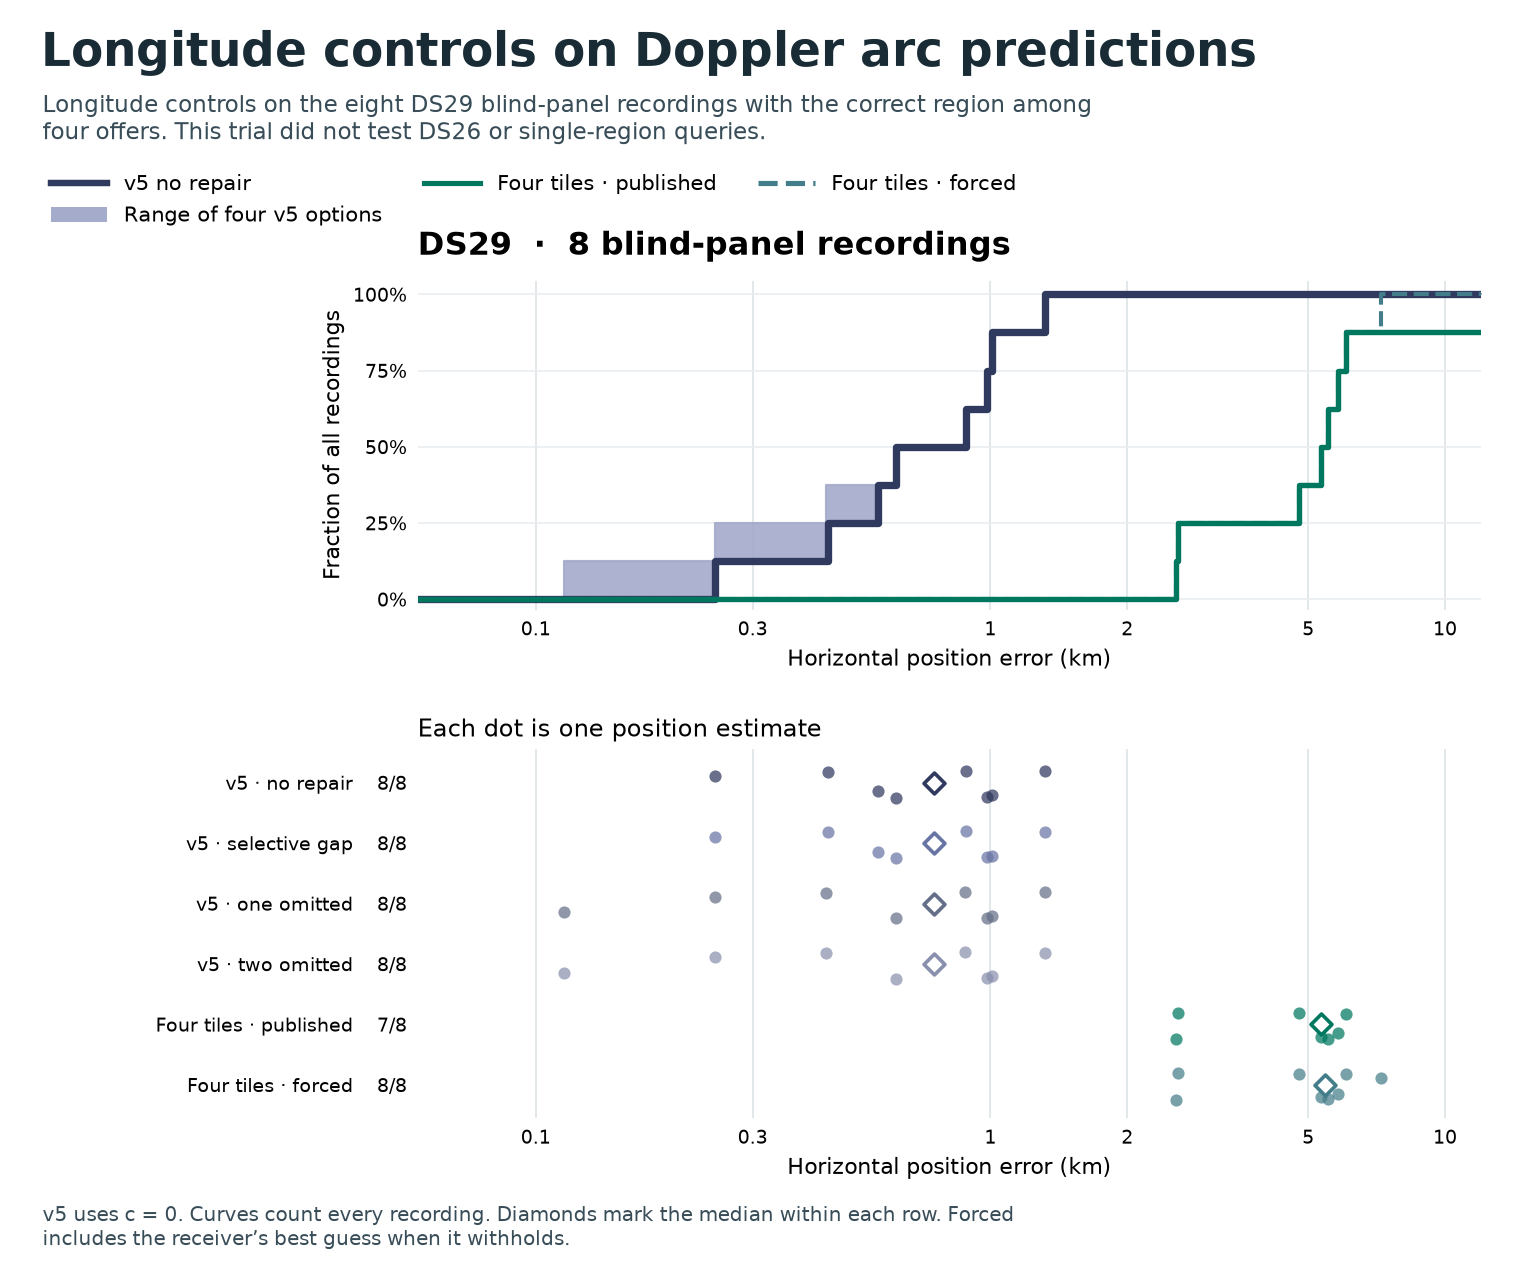 Longitude controls on Doppler arc predictions
Longitude controls on the eight DS29 blind-panel recordings with the correct region among
four offers. This trial did not test DS26 or single-region queries.
v5 no repair
Four tiles · published
Four tiles · forced
Range of four v5 options
DS29 · 8 blind-panel recordings
Fraction of all recordings
100%
75%
50%
25%
0%
0.1 0.3 1 2 5 10
Horizontal position error (km)
Each dot is one position estimate
v5 · no repair 8/8
v5 · selective gap 8/8
v5 · one omitted 8/8
v5 · two omitted 8/8
Four tiles · published 7/8
Four tiles · forced 8/8
0.1 0.3 1 2 5 10
Horizontal position error (km)
v5 uses c = 0. Curves count every recording. Diamonds mark the median within each row. Forced
includes the receiver’s best guess when it withholds.